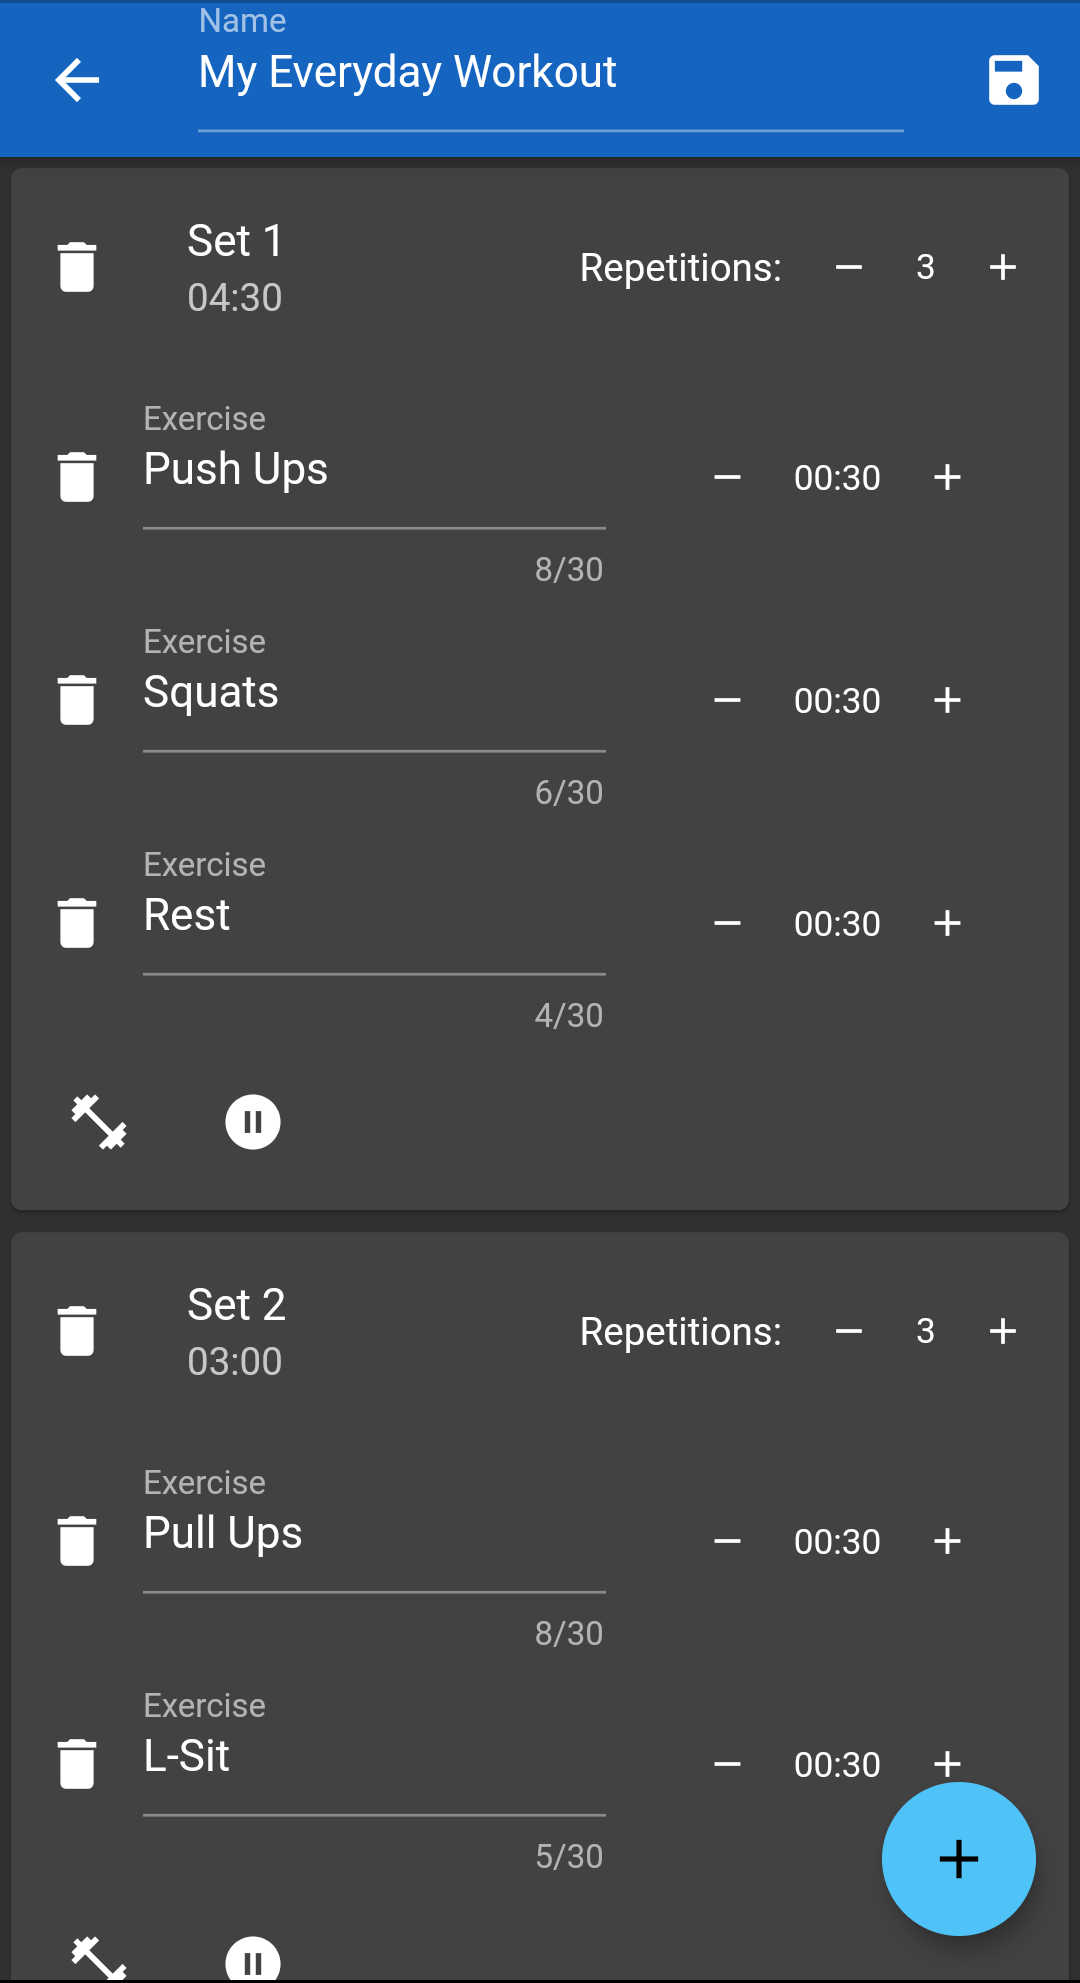 Name
My Everyday Workout
Set 1
04:30
Repetitions: 3
Exercise
Push Ups
00:30
8/30
Exercise
Squats
00:30
6/30
Exercise
Rest
00:30
4/30
Set 2
03:00
Repetitions: 3
Exercise
Pull Ups
00:30
8/30
Exercise
L-Sit
00:30
5/30